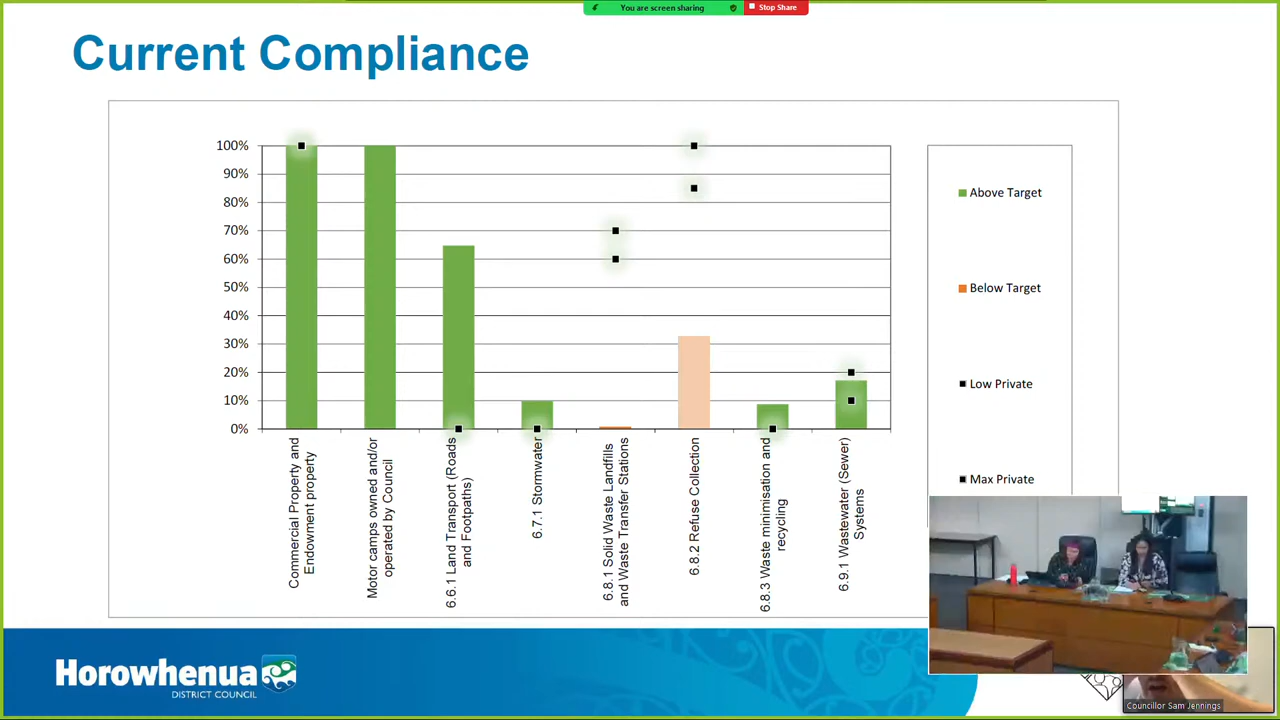 You are screen sharing
Stop Share
Current Compliance
100%
90%
80%
70%
60%
50%
40%
30%
20%
10%
0%
Commercial Property and
Endowment property
Motor camps owned and/or
operated by Council
6.6.1 Land Transport (Roads
and Footpaths)
6.7.1 Stormwater
6.8.1 Solid Waste Landfills
and Waste Transfer Stations
6.8.2 Refuse Collection
6.8.3 Waste minimisation and
recycling
6.9.1 Wastewater (Sewer)
Systems
Above Target
Below Target
Low Private
Max Private
Horowhenua
DISTRICT COUNCIL
Councillor Sam Jennings